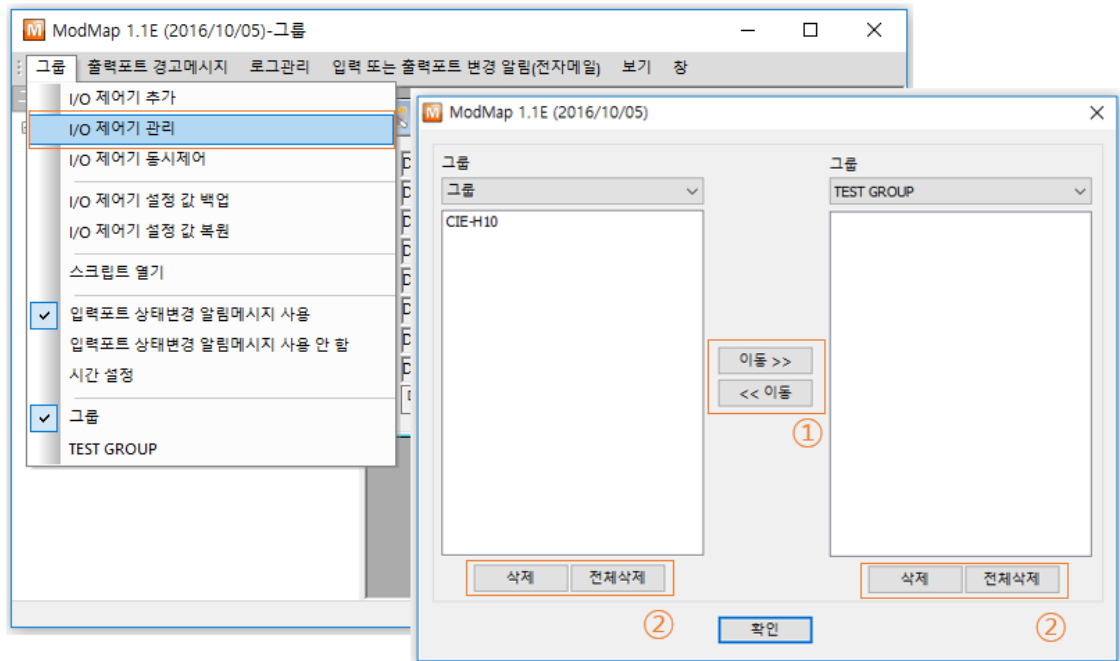 ModMap 1.1E (2016/10/05)-그룹
그룹 출력포트 경고메시지 로그관리 입력 또는 출력포트 변경 알림(전자메일) 보기 창
I/O 제어기 추가
I/O 제어기 관리
I/O 제어기 동시제어
I/O 제어기 설정 값 백업
I/O 제어기 설정 값 복원
스크립트 열기
입력포트 상태변경 알림메시지 사용
입력포트 상태변경 알림메시지 사용 안 함
시간 설정
그룹
TEST GROUP
ModMap 1.1E (2016/10/05)
그룹 그룹
그룹 TEST GROUP
CIE-H10
이동 >>
<< 이동
①
삭제 전체삭제 삭제 전체삭제
② ②
확인